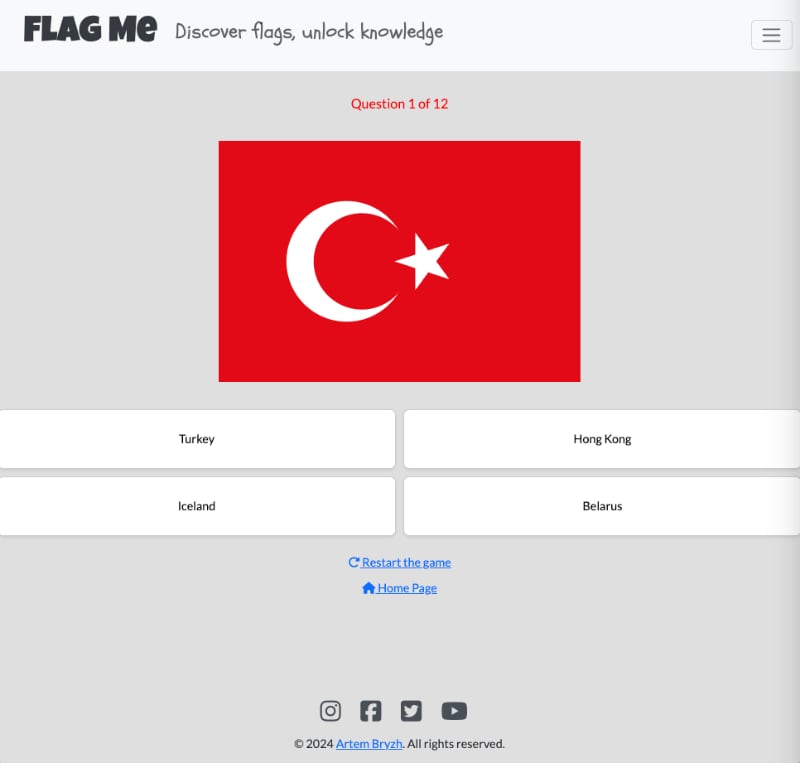 FLAG Me Discover flags, unlock knowledge
Question 1 of 12
Turkey Hong Kong
Iceland Belarus
Restart the game
Home Page
© 2024 Artem Bryzh. All rights reserved.